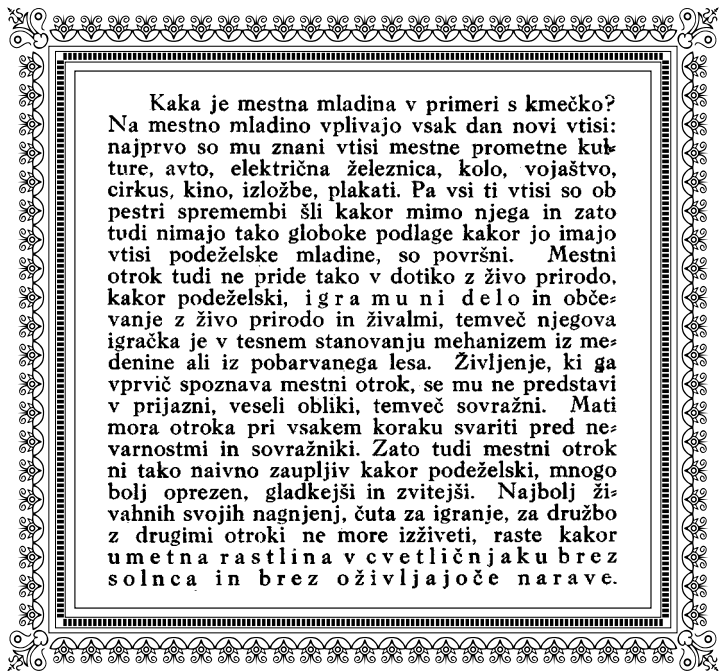 Kaka je mestna mladina v primeri s kmečko?
Na mestno mladino vplivajo vsak dan novi vtisi:
najprvo so mu znani vtisi mestne prometne kul-
ture, avto, električna železnica, kolo, vojaštvo,
cirkus, kino, izložbe, plakati. Pa vsi ti vtisi so ob
pestri spremembi šli kakor mimo njega in zato
tudi nimajo tako globoke podlage kakor jo imajo
vtisi podeželske mladine, so površni. Mestni
otrok tudi ne pride tako v dotiko z živo prirodo,
kakor podeželski, i g r a m u n i d e l o in obče-
vanje z živo prirodo in živalmi, temveč njegova
igračka je v tesnem stanovanju mehanizem iz me-
denine ali iz pobarvanega lesa. Življenje, ki ga
vprvič spoznava mestni otrok, se mu ne predstavi
v prijazni, veseli obliki, temveč sovražni. Mati
mora otroka pri vsakem koraku svariti pred ne-
varnostmi in sovražniki. Zato tudi mestni otrok
ni tako naivno zaupljiv kakor podeželski, mnogo
bolj oprezen, gladkejši in zvitejši. Najbolj ži-
vahnih svojih nagnjenj, čuta za igranje, za družbo
z drugimi otroki ne more izživeti, raste kakor
u m e t n a r a s t l i n a v c v e t l i č n j a k u b r e z
s o l n c a i n b r e z o ž i v l j a j o č e n a r a v e.